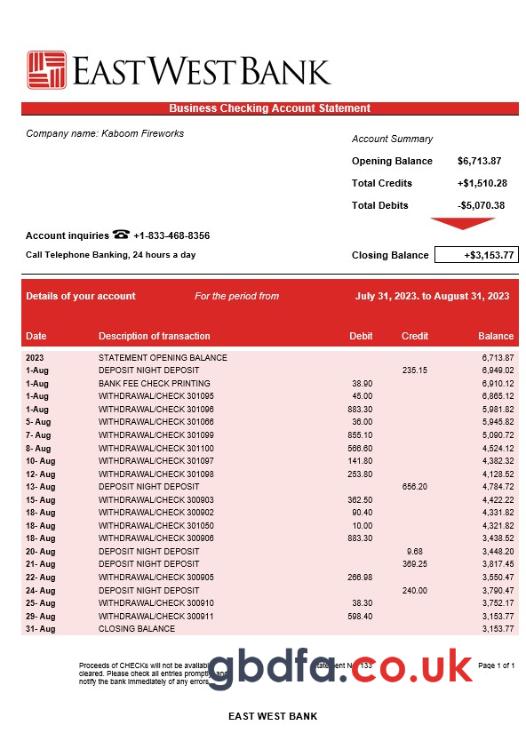 EASTWESTBANK
Business Checking Account Statement
Company name: Kaboom Fireworks
Account Summary
Opening Balance $6,713.87
Total Credits +$1,510.28
Total Debits -$5,070.38
Account inquiries ☎ +1-833-468-8356
Call Telephone Banking, 24 hours a day
Closing Balance +$3,153.77
Details of your account For the period from July 31, 2023. to August 31, 2023
Date Description of transaction Debit Credit Balance
2023 STATEMENT OPENING BALANCE 6,713.87
1-Aug DEPOSIT NIGHT DEPOSIT 235.15 6,949.02
1-Aug BANK FEE CHECK PRINTING 38.90 6,910.12
1-Aug WITHDRAWAL/CHECK 301095 45.00 6,865.12
1-Aug WITHDRAWAL/CHECK 301096 883.30 5,981.82
5- Aug WITHDRAWAL/CHECK 301066 36.00 5,945.82
7- Aug WITHDRAWAL/CHECK 301099 855.10 5,090.72
8- Aug WITHDRAWAL/CHECK 301100 566.60 4,524.12
10- Aug WITHDRAWAL/CHECK 301097 141.80 4,382.32
12- Aug WITHDRAWAL/CHECK 301098 253.80 4,128.52
13- Aug DEPOSIT NIGHT DEPOSIT 656.20 4,784.72
15- Aug WITHDRAWAL/CHECK 300903 362.50 4,422.22
18- Aug WITHDRAWAL/CHECK 300902 90.40 4,331.82
18- Aug WITHDRAWAL/CHECK 301050 10.00 4,321.82
18- Aug WITHDRAWAL/CHECK 300906 883.30 3,438.52
20- Aug DEPOSIT NIGHT DEPOSIT 9.68 3,448.20
21- Aug DEPOSIT NIGHT DEPOSIT 369.25 3,817.45
22- Aug WITHDRAWAL/CHECK 300905 266.98 3,550.47
24- Aug DEPOSIT NIGHT DEPOSIT 240.00 3,790.47
25- Aug WITHDRAWAL/CHECK 300910 38.30 3,752.17
29- Aug WITHDRAWAL/CHECK 300911 598.40 3,153.77
31- Aug CLOSING BALANCE 3,153.77
Proceeds of CHECKs will not be 133 Page 1 of 1
cleared. Please check all entries
notify the bank immediately of any errors
gbdfa.co.uk
EAST WEST BANK